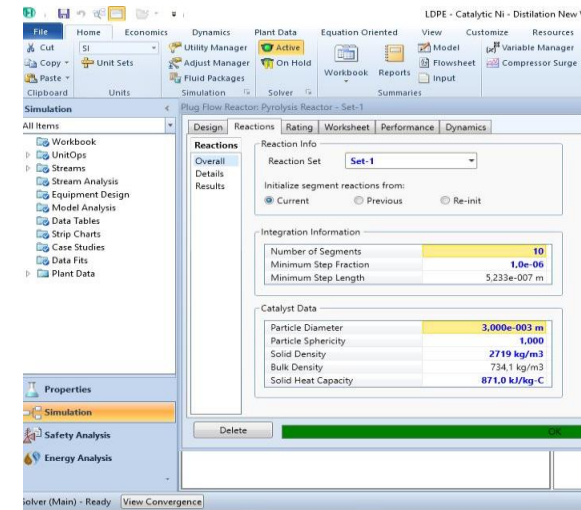 LDPE - Catalytic Ni - Distilation New
File Home Economics Dynamics Plant Data Equation Oriented View Customize Resources
Cut SI Utility Manager Active Model Variable Manager
Copy Unit Sets Adjust Manager On Hold Workbook Reports Flowsheet Compressor Surge
Paste Fluid Packages Input
Clipboard Units Simulation Solver Summaries
Simulation < Plug Flow Reactor: Pyrolysis Reactor - Set-1
All Items Design Reactions Rating Worksheet Performance Dynamics
Workbook
UnitOps
Streams
Stream Analysis
Equipment Design
Model Analysis
Data Tables
Strip Charts
Case Studies
Data Fits
Plant Data
Properties
Simulation
Safety Analysis
Energy Analysis
Reactions
Overall
Details
Results
Reaction Info
Reaction Set Set-1
Initialize segment reactions from:
Current Previous Re-init
Integration Information
Number of Segments 10
Minimum Step Fraction 1,0e-06
Minimum Step Length 5,233e-007 m
Catalyst Data
Particle Diameter 3,000e-003 m
Particle Sphericity 1,000
Solid Density 2719 kg/m3
Bulk Density 734,1 kg/m3
Solid Heat Capacity 871,0 kJ/kg-C
Delete OK
Solver (Main) - Ready View Convergence